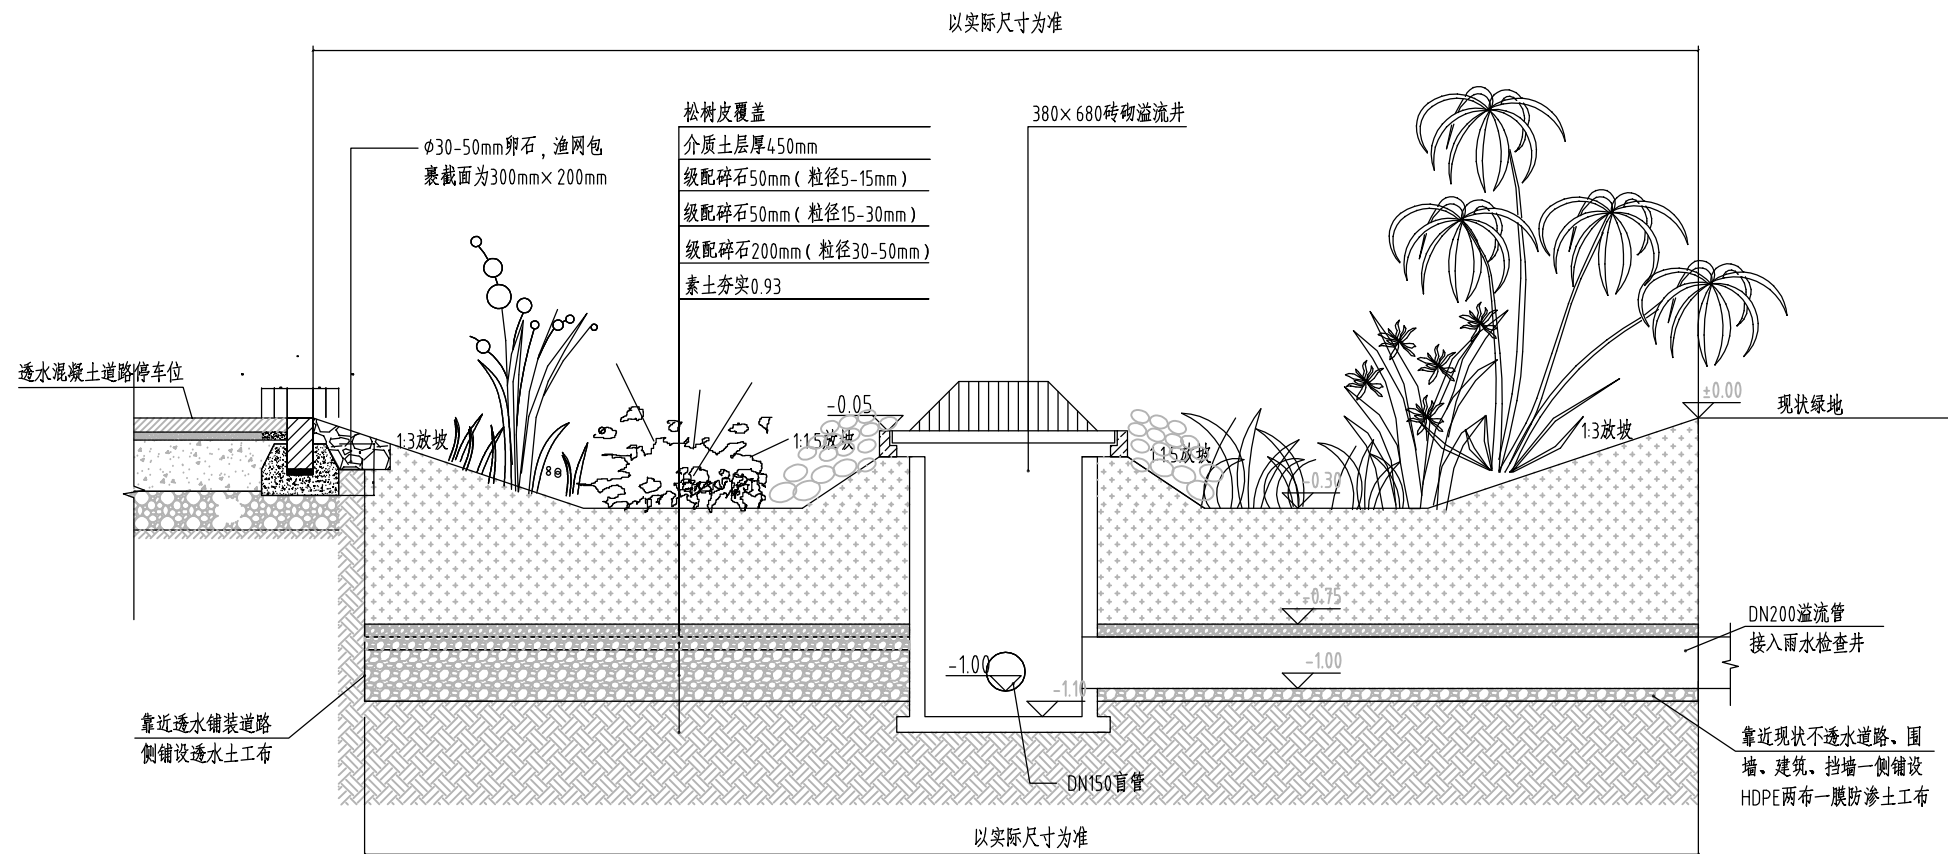 以实际尺寸为准
松树皮覆盖
介质土层厚450mm
级配碎石50mm(粒径5-15mm)
级配碎石50mm(粒径15-30mm)
级配碎石200mm(粒径30-50mm)
素土夯实0.93
380×680砖砌溢流井
φ30-50mm卵石,渔网包
裹截面为300mm×200mm
透水混凝土道路停车位
1:3放坡
1:1.5放坡
-0.05
1:1.5放坡
-0.30
1:3放坡
±0.00
现状绿地
-0.75
-1.00
-1.00
-1.10
DN200溢流管
接入雨水检查井
靠近透水铺装道路
侧铺设透水土工布
DN150盲管
靠近现状不透水道路、围
墙、建筑、挡墙一侧铺设
HDPE两布一膜防渗土工布
以实际尺寸为准